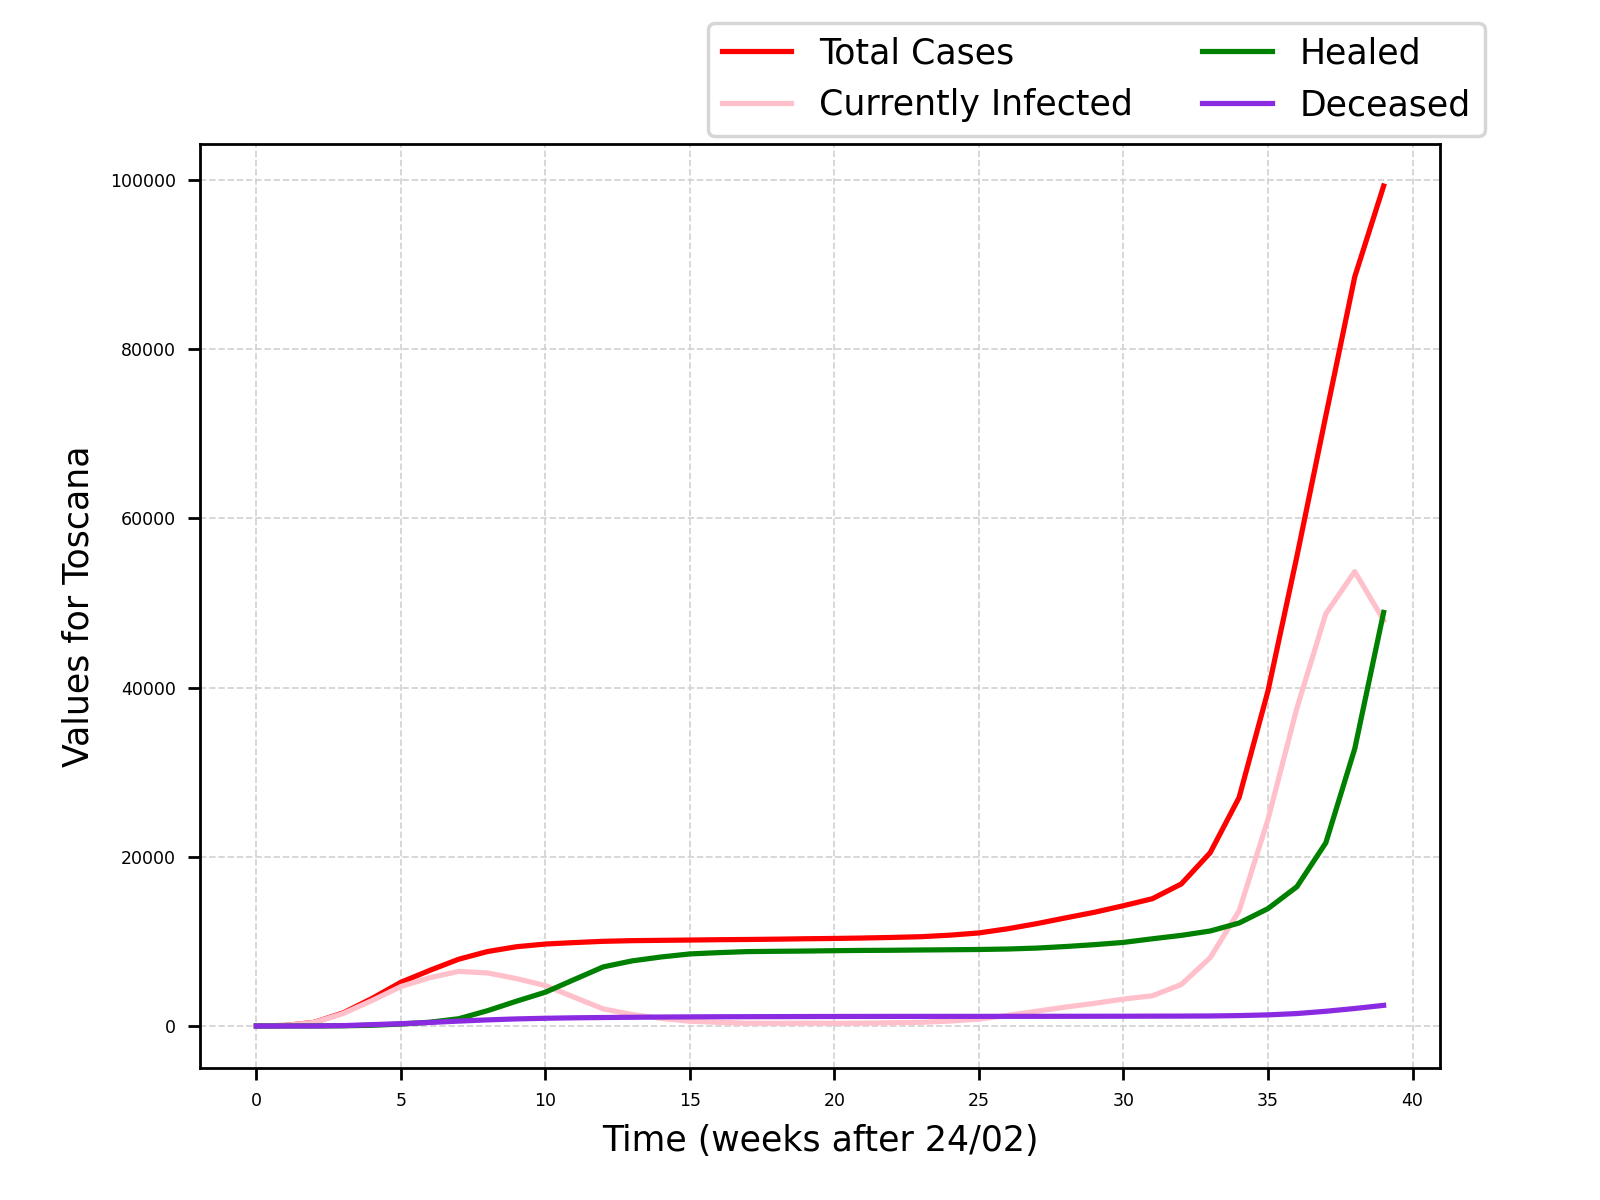 Total Cases
Currently Infected
Healed
Deceased
100000
80000
60000
40000
20000
0
Values for Toscana
0 5 10 15 20 25 30 35 40
Time (weeks after 24/02)